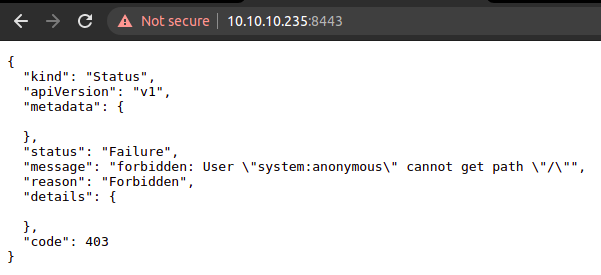 Not secure | 10.10.10.235:8443
{
  "kind": "Status",
  "apiVersion": "v1",
  "metadata": {

  },
  "status": "Failure",
  "message": "forbidden: User \"system:anonymous\" cannot get path \"/\"",
  "reason": "Forbidden",
  "details": {

  },
  "code": 403
}